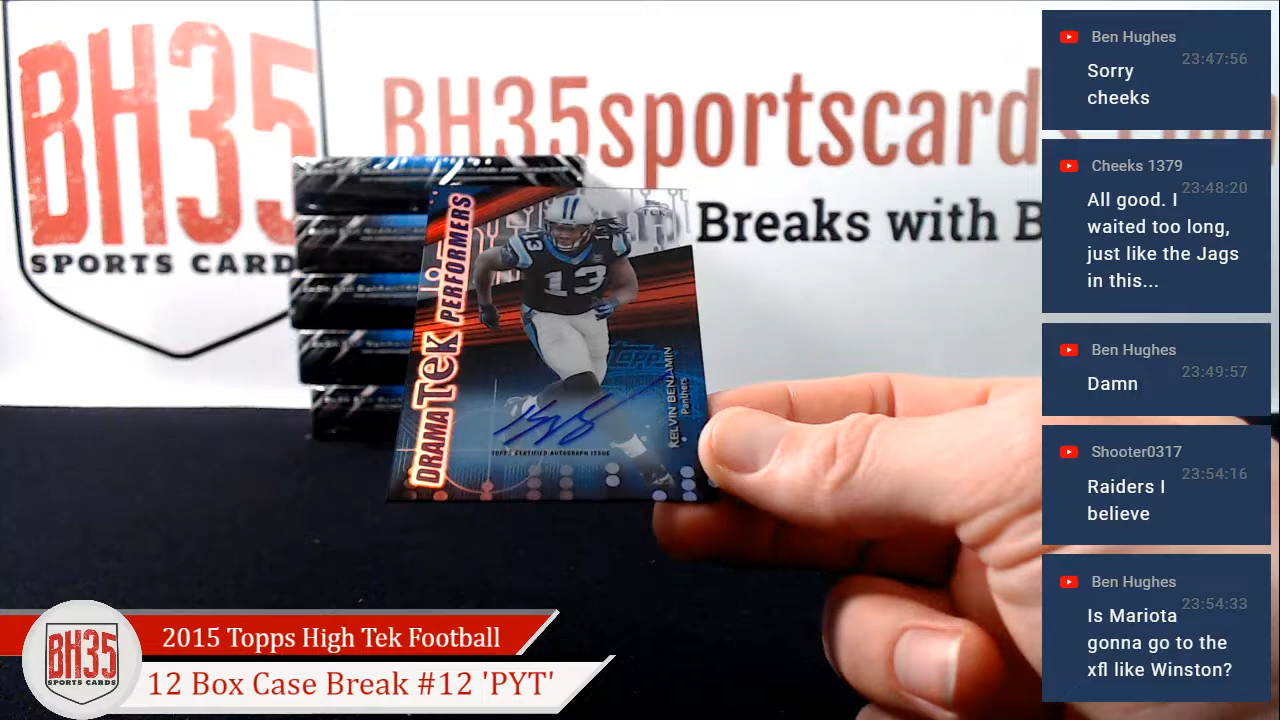 BH35
SPORTS CARD
BH35sportscard
Breaks with B
DRAMATEK PERFORMERS
TEK
13
13
topps
KELVIN BENJAMIN
Panthers
TOPPS CERTIFIED AUTOGRAPH ISSUE
BH35
SPORTS CARDS
2015 Topps High Tek Football
12 Box Case Break #12 'PYT'
Ben Hughes
23:47:56
Sorry
cheeks
Cheeks 1379
23:48:20
All good. I
waited too long,
just like the Jags
in this...
Ben Hughes
23:49:57
Damn
Shooter0317
23:54:16
Raiders I
believe
Ben Hughes
23:54:33
Is Mariota
gonna go to the
xfl like Winston?